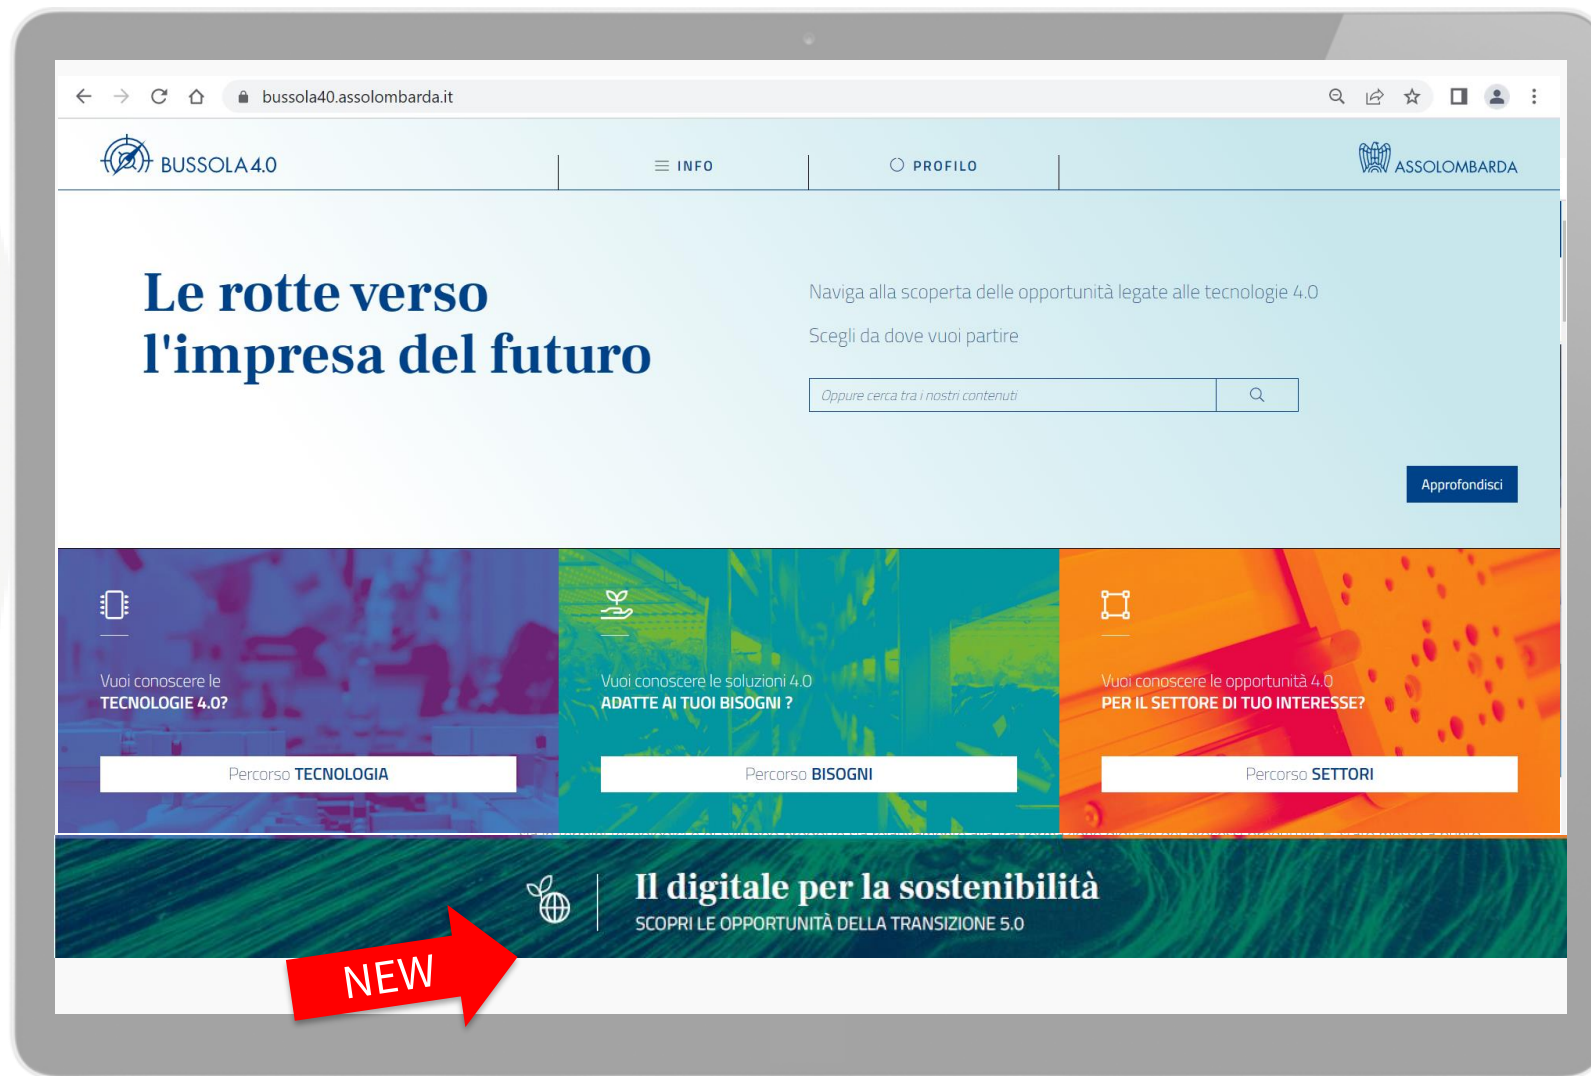 bussola40.assolombarda.it
BUSSOLA 4.0
INFO
PROFILO
ASSOLOMBARDA
Le rotte verso
l'impresa del futuro
Naviga alla scoperta delle opportunità legate alle tecnologie 4.0
Scegli da dove vuoi partire
Oppure cerca tra i nostri contenuti
Approfondisci
Vuoi conoscere le
TECNOLOGIE 4.0?
Percorso TECNOLOGIA
Vuoi conoscere le soluzioni 4.0
ADATTE AI TUOI BISOGNI ?
Percorso BISOGNI
Vuoi conoscere le opportunità 4.0
PER IL SETTORE DI TUO INTERESSE?
Percorso SETTORI
Il digitale per la sostenibilità
SCOPRI LE OPPORTUNITÀ DELLA TRANSIZIONE 5.0
NEW